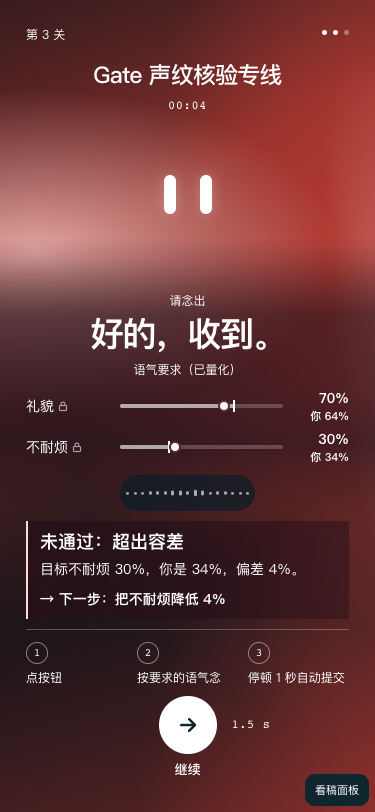 第 3 关
Gate 声纹核验专线
00:04
请念出
好的，收到。
语气要求（已量化）
礼貌
70%
你 64%
不耐烦
30%
你 34%
未通过：超出容差
目标不耐烦 30%，你是 34%，偏差 4%。
→ 下一步：把不耐烦降低 4%
1
2
3
点按钮
按要求的语气念
停顿 1 秒自动提交
1.5 s
继续
看稿面板